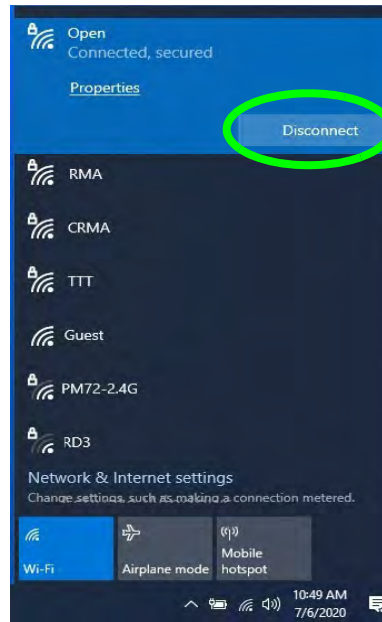 Open
Connected, secured
Properties
Disconnect
RMA
CRMA
TTT
Guest
PM72-2.4G
RD3
Network & Internet settings
Change settings, such as making a connection metered.
Wi-Fi
Airplane mode
Mobile
hotspot
10:49 AM
7/6/2020